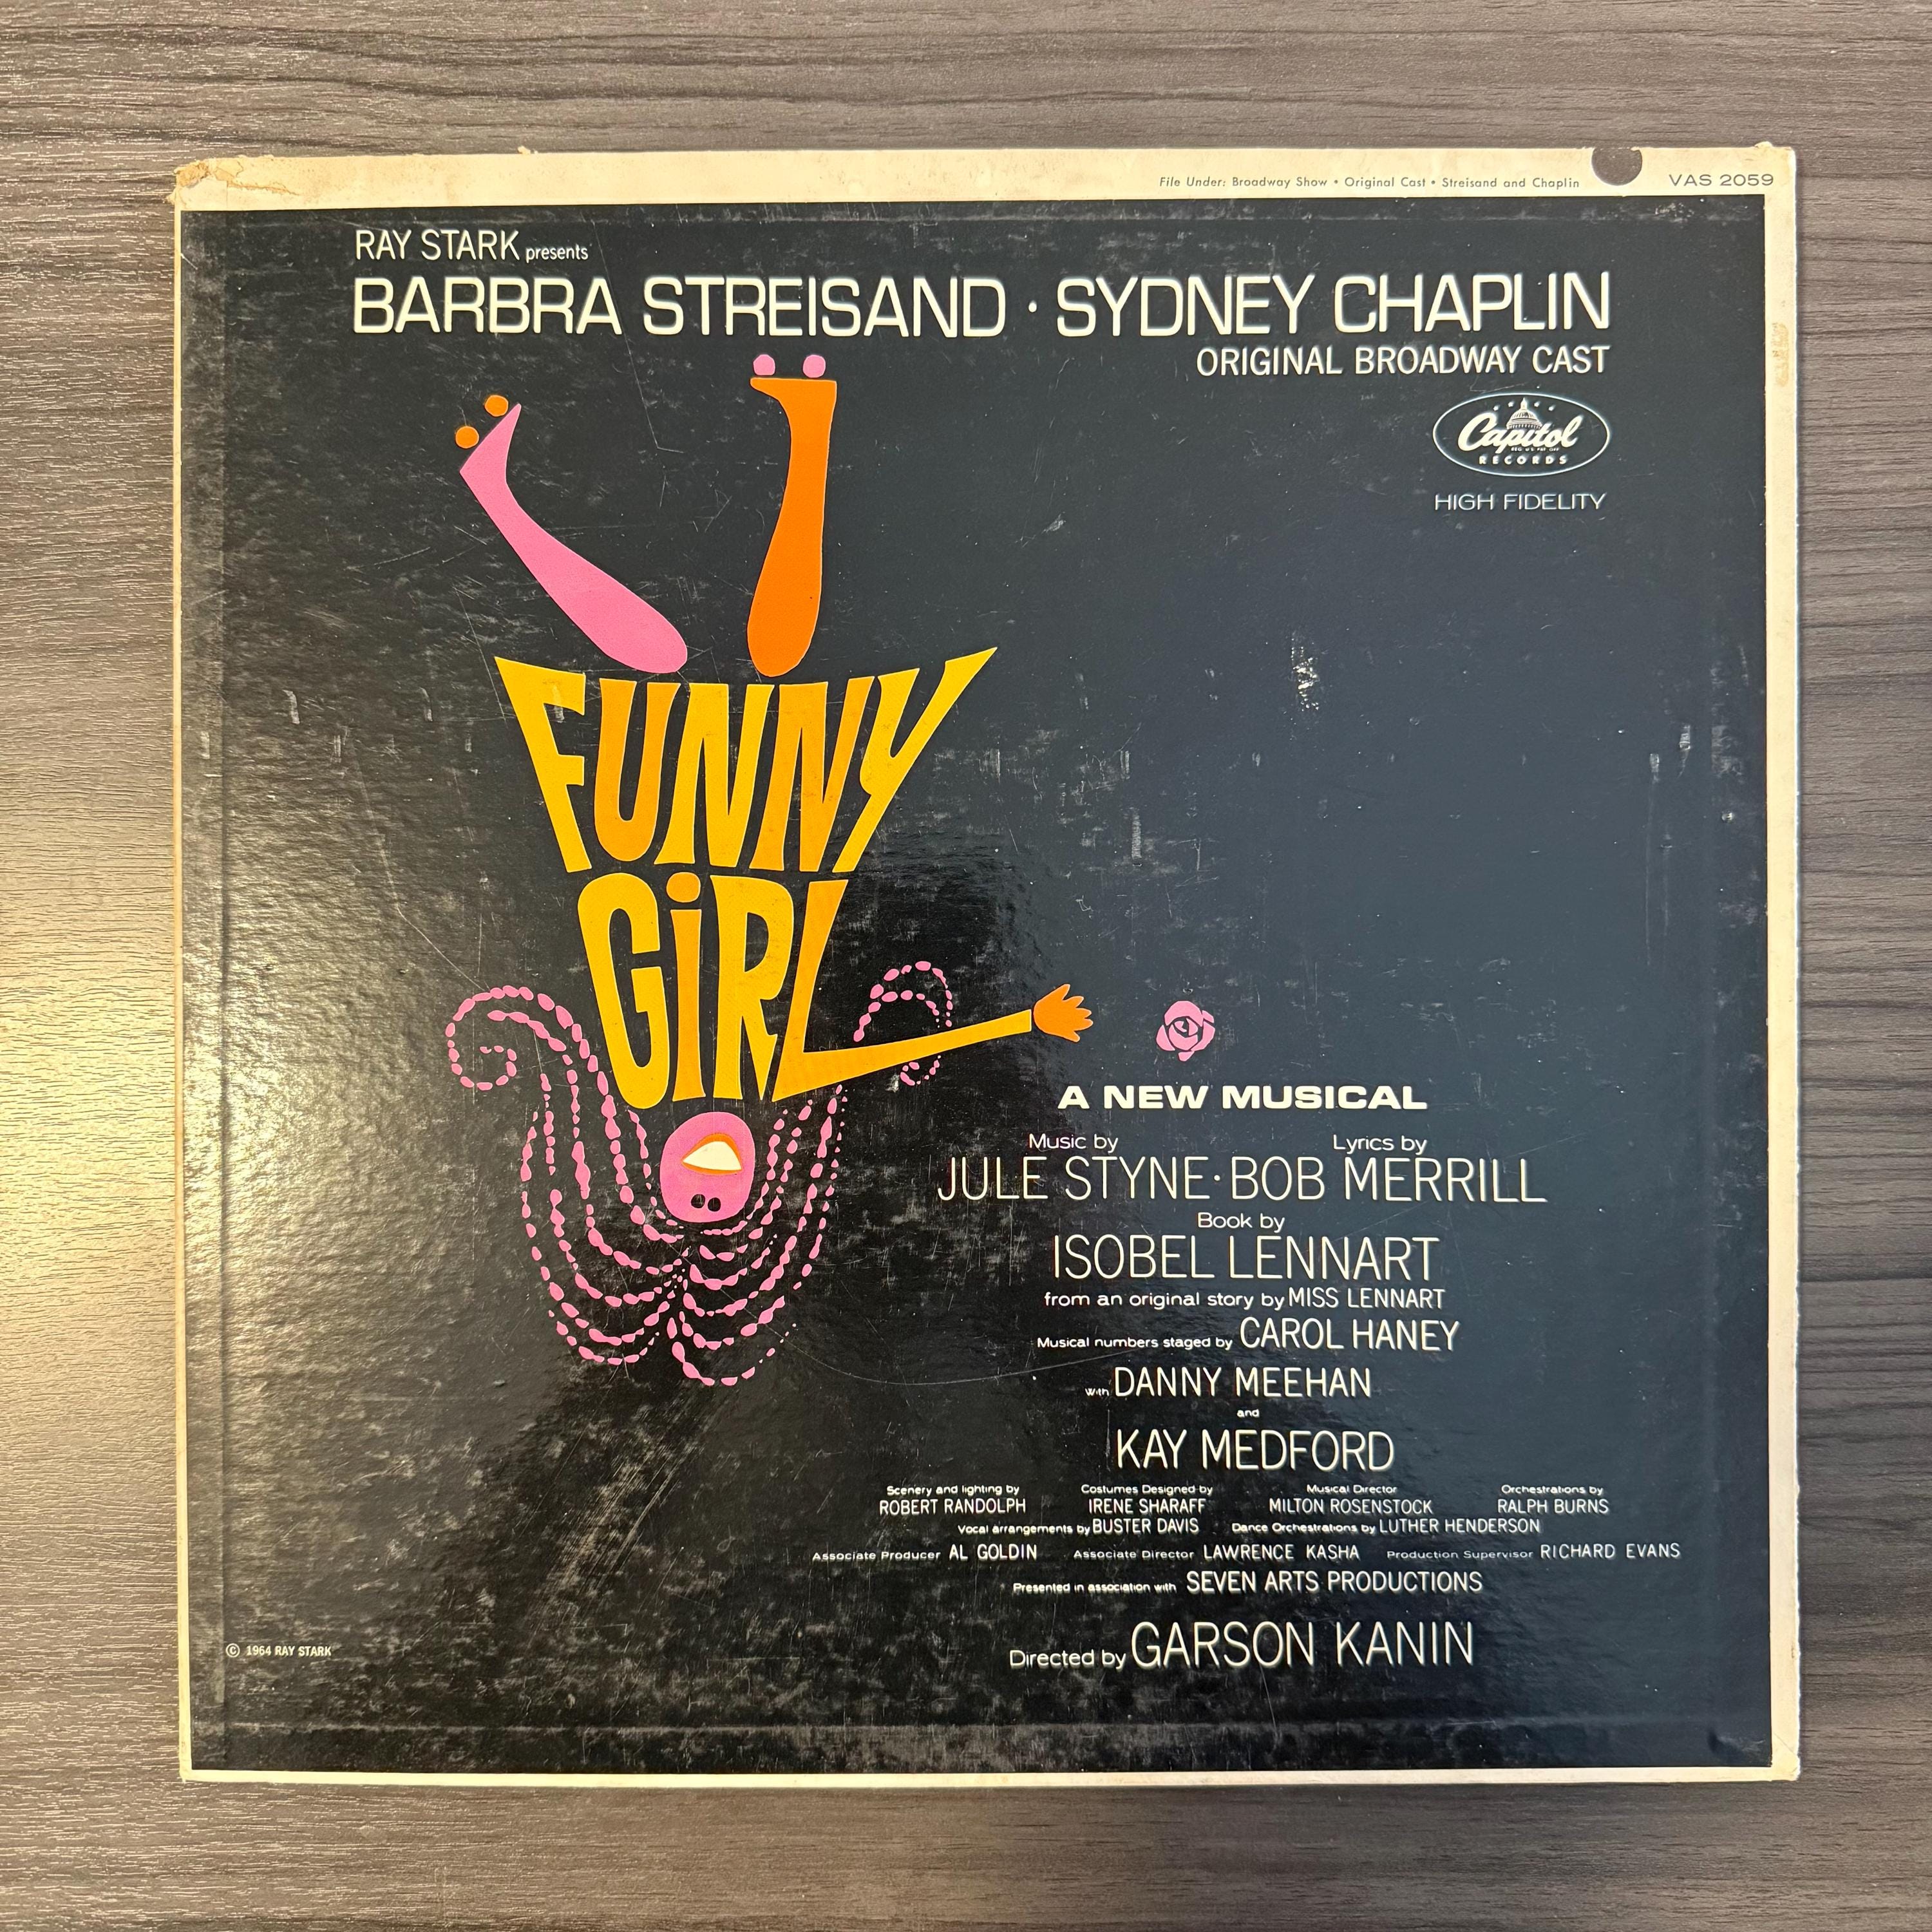 File Under: Broadway Show • Original Cast • Streisand and Chaplin
VAS 2059
RAY STARK presents
BARBRA STREISAND · SYDNEY CHAPLIN
ORIGINAL BROADWAY CAST
Capitol
RECORDS
HIGH FIDELITY
FUNNY
GiRL
A NEW MUSICAL
Music by Lyrics by
JULE STYNE · BOB MERRILL
Book by
ISOBEL LENNART
from an original story by MISS LENNART
Musical numbers staged by CAROL HANEY
with DANNY MEEHAN
and
KAY MEDFORD
Scenery and lighting by Costumes Designed by Musical Director Orchestrations by
ROBERT RANDOLPH IRENE SHARAFF MILTON ROSENSTOCK RALPH BURNS
Vocal arrangements by BUSTER DAVIS Dance Orchestrations by LUTHER HENDERSON
Associate Producer AL GOLDIN Associate Director LAWRENCE KASHA Production Supervisor RICHARD EVANS
Presented in association with SEVEN ARTS PRODUCTIONS
Directed by GARSON KANIN
© 1964 RAY STARK